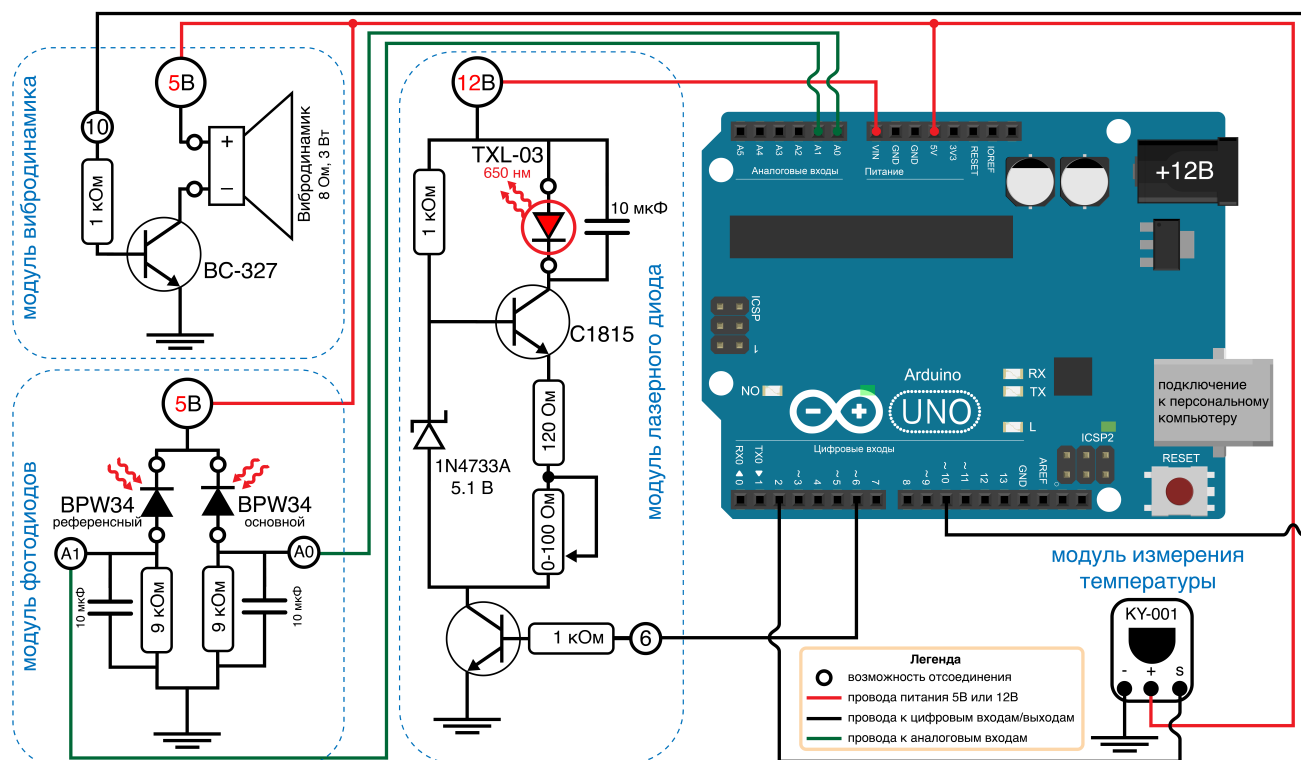 модуль вибродинамика
5В
10
1 кОм
+
–
Вибродинамик
8 Ом, 3 Вт
BC-327
модуль фотодиодов
5В
BPW34
референсный
BPW34
основной
A1
A0
10 мкФ
9 кОм
9 кОм
10 мкФ
модуль лазерного диода
12В
TXL-03
650 нм
1 кОм
10 мкФ
C1815
120 Ом
1N4733A
5.1 В
0-100 Ом
1 кОм
6
A5
A4
A3
A2
A1
A0
Аналоговые входы
VIN
GND
GND
5V
3V3
RESET
IOREF
Питание
+12В
ICSP
1
NO
Arduino
UNO
RX
TX
L
подключение
к персональному
компьютеру
ICSP2
RESET
Цифровые входы
RX0 ◀ 0
TX0 ▶ 1
2
~3
4
~5
~6
7
8
~9
~10
~11
12
13
GND
AREF
модуль измерения
температуры
KY-001
- + S
Легенда
возможность отсоединения
провода питания 5В или 12В
провода к цифровым входам/выходам
провода к аналоговым входам